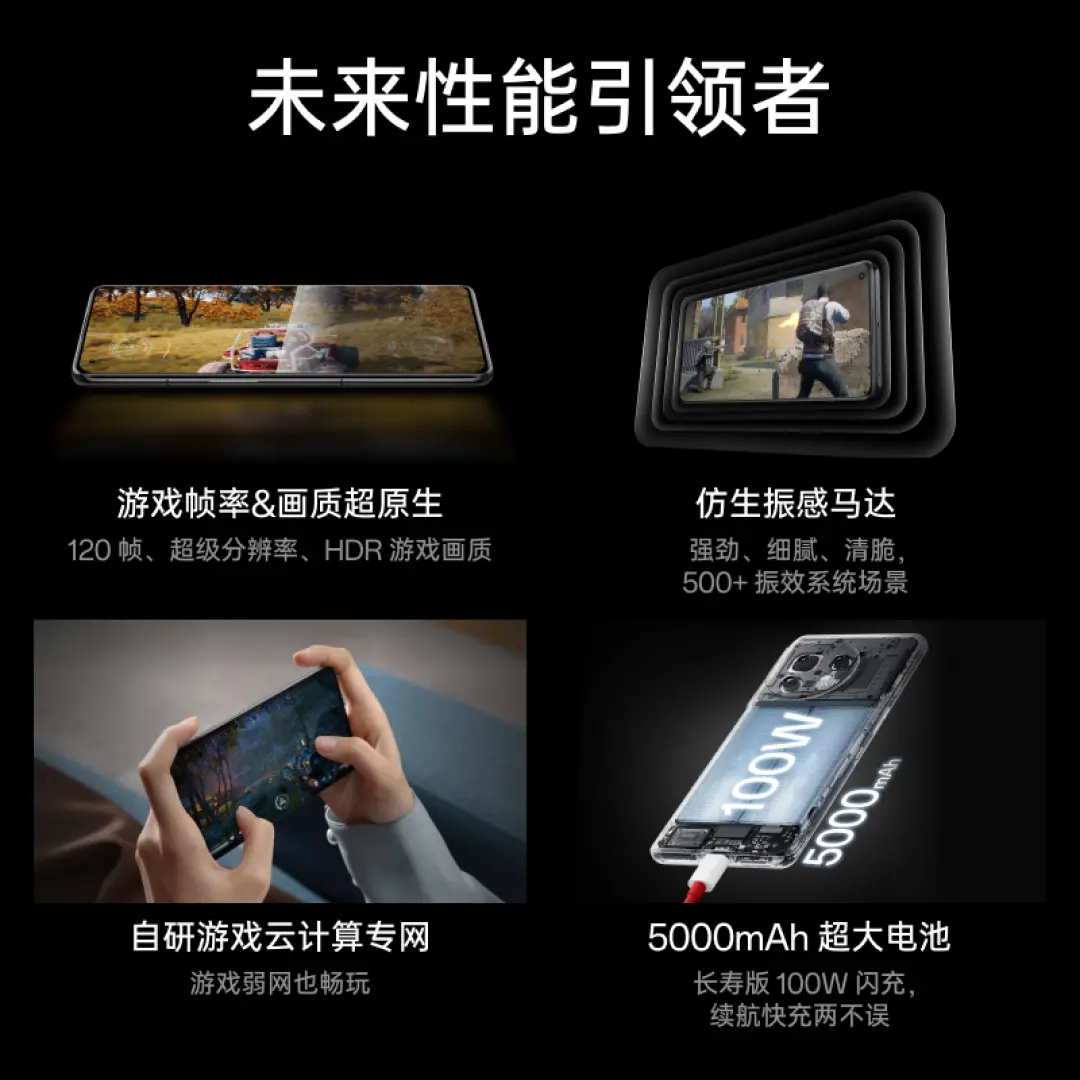 未来性能引领者
游戏帧率&画质超原生
120 帧、超级分辨率、HDR 游戏画质
仿生振感马达
强劲、细腻、清脆，
500+ 振效系统场景
自研游戏云计算专网
游戏弱网也畅玩
100W
5000mAh
5000mAh 超大电池
长寿版 100W 闪充，
续航快充两不误